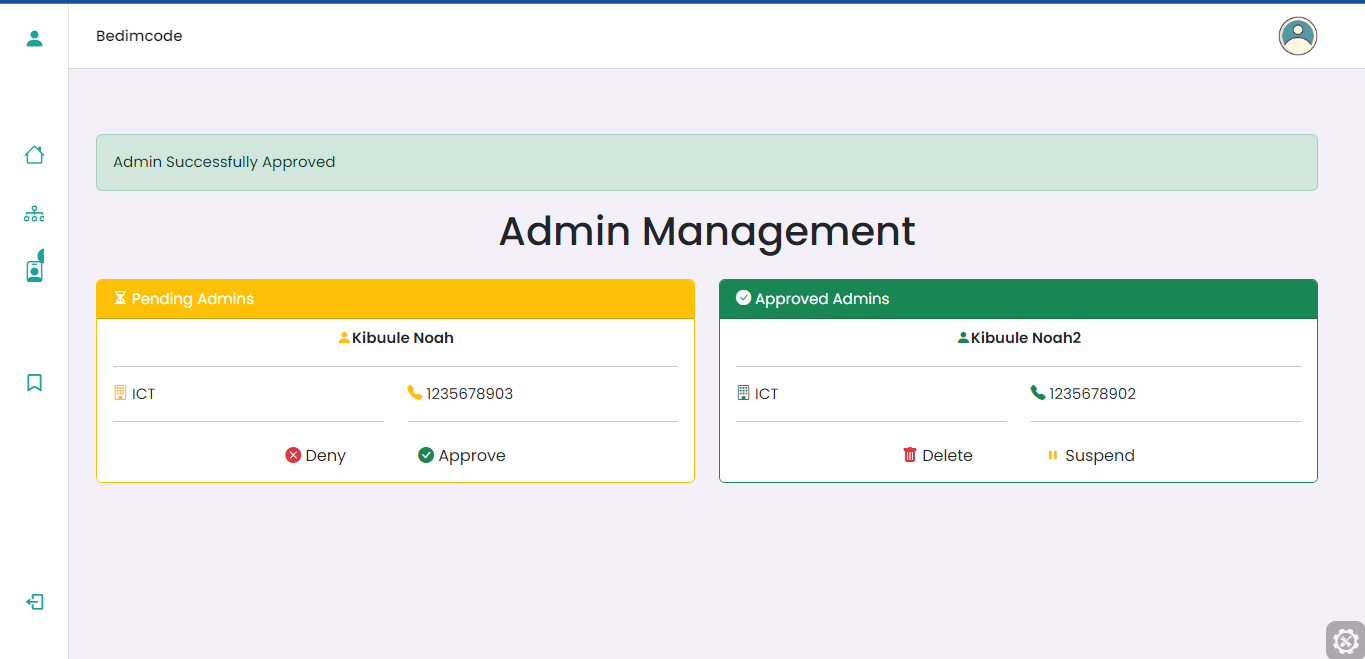 Bedimcode
Admin Successfully Approved
Admin Management
Pending Admins
Kibuule Noah
ICT
1235678903
Deny
Approve
Approved Admins
Kibuule Noah2
ICT
1235678902
Delete
Suspend